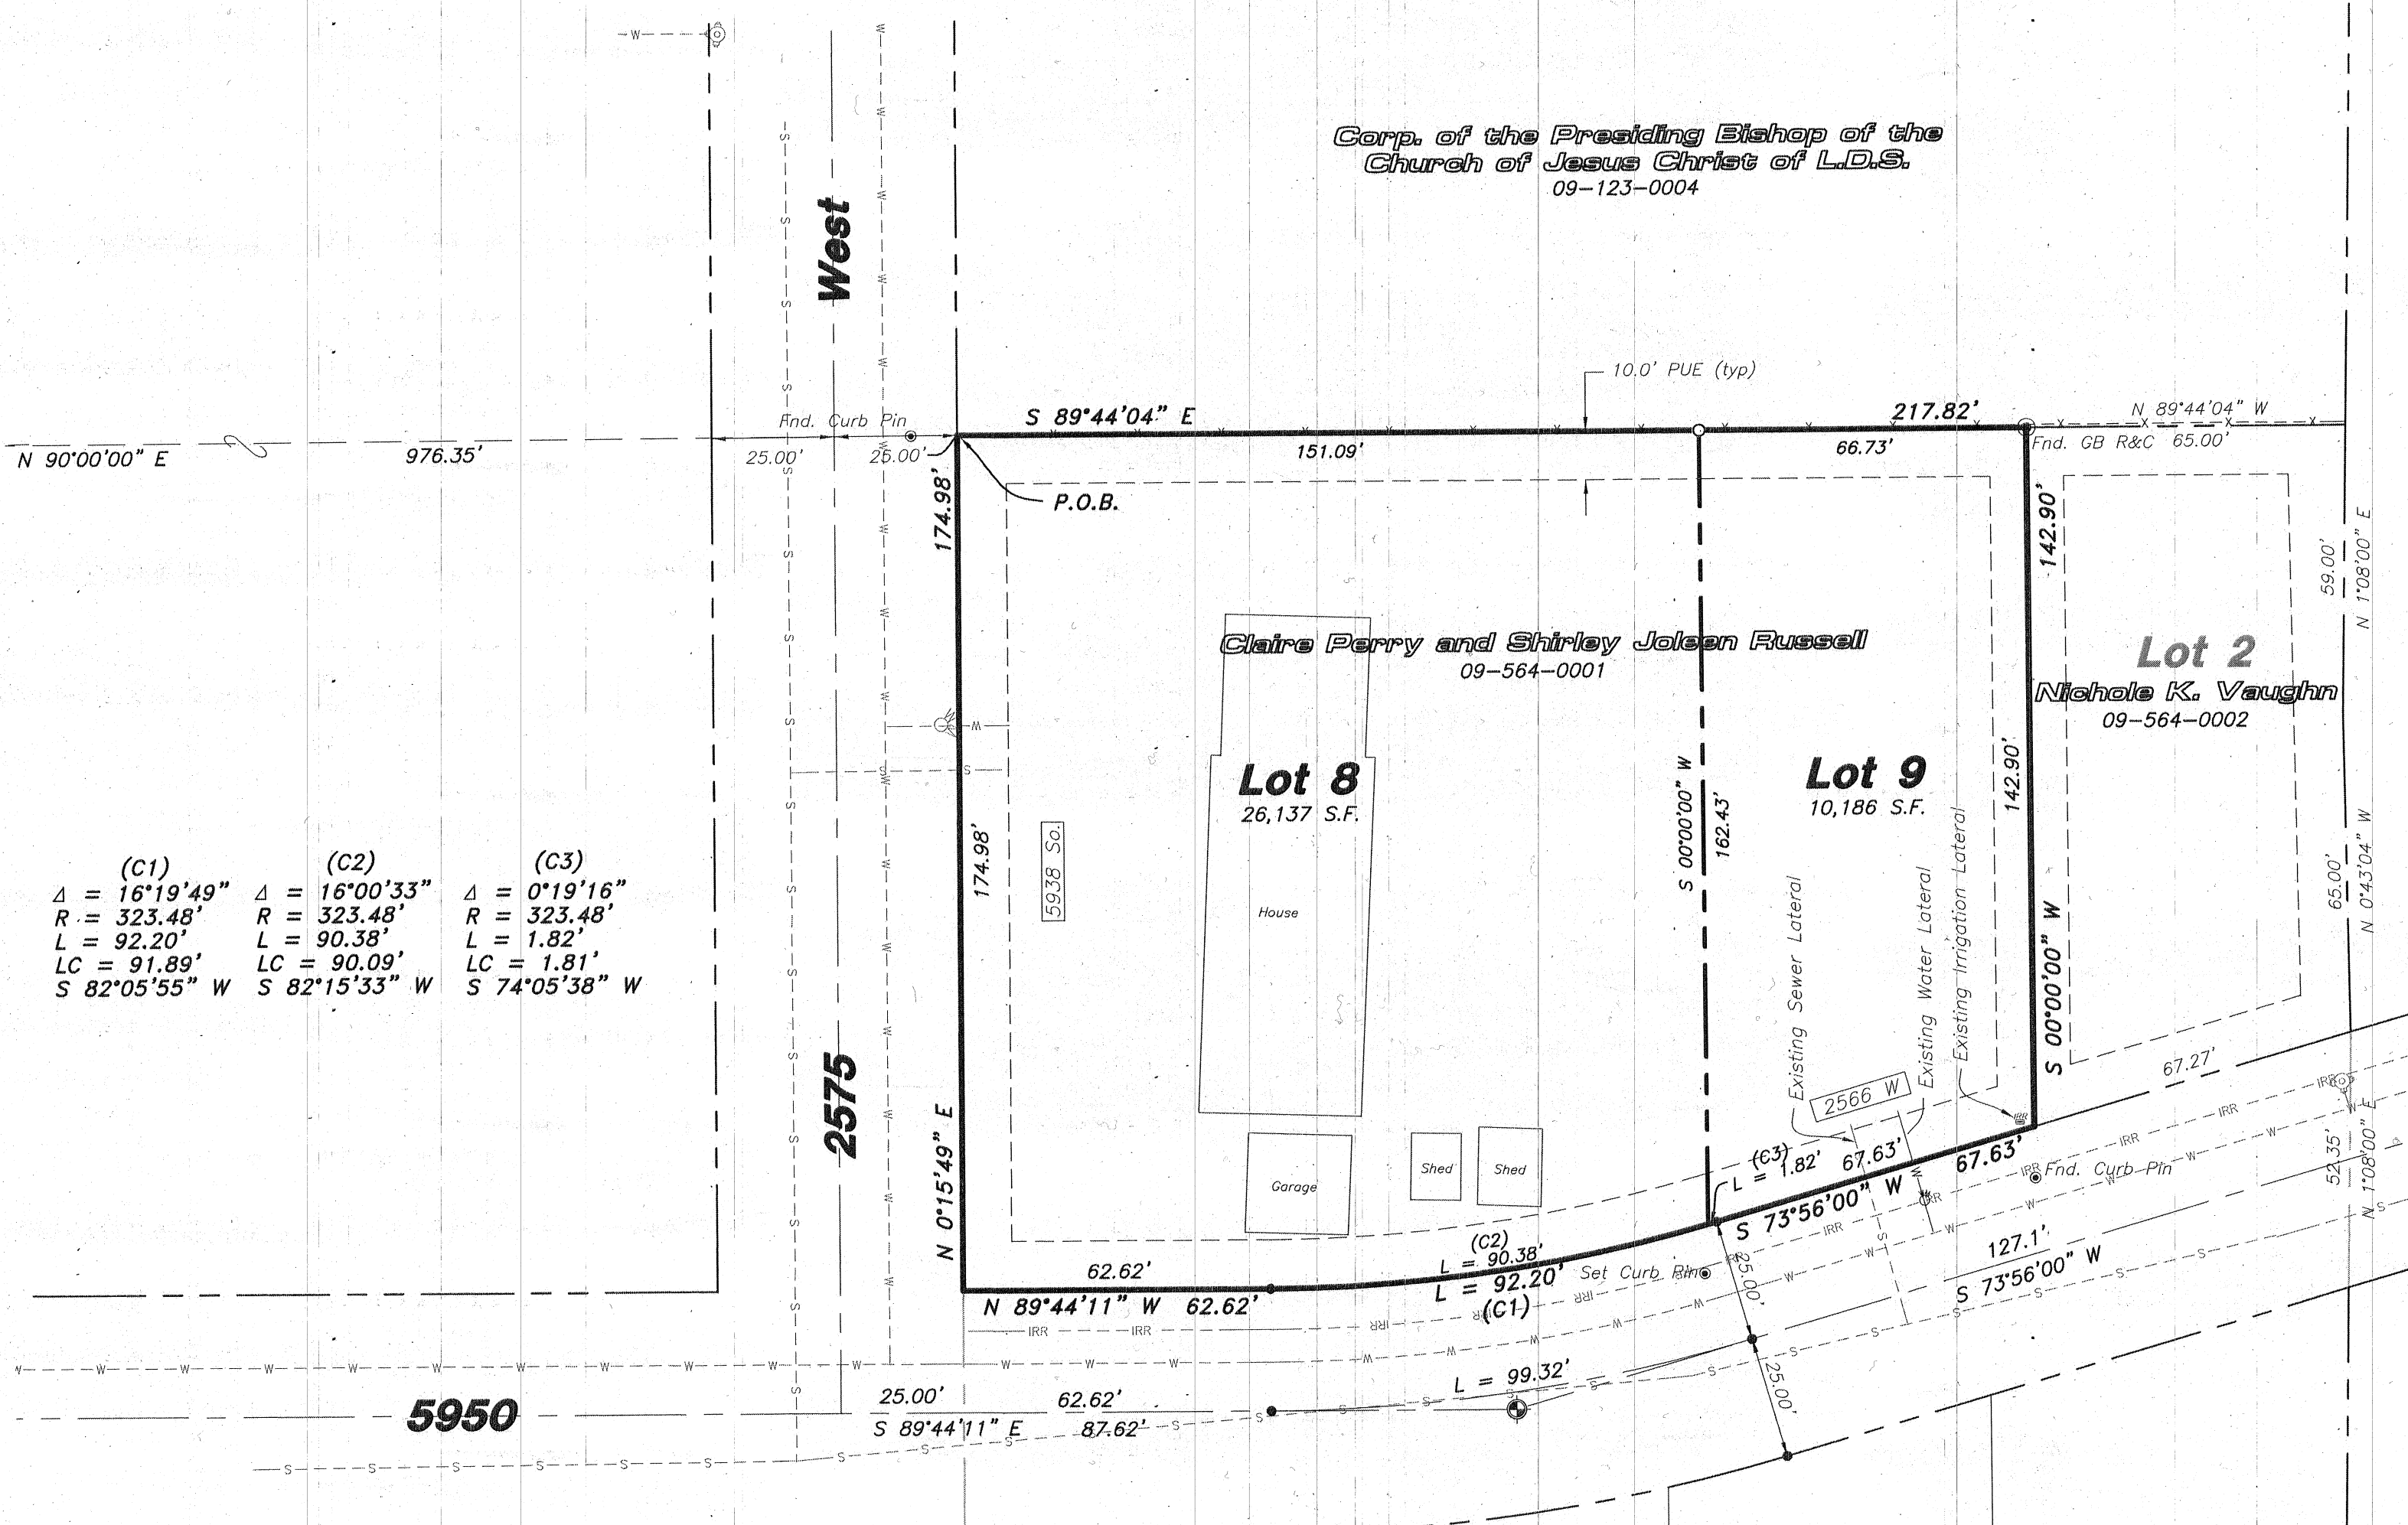 W
West
Corp. of the Presiding Bishop of the
Church of Jesus Christ of L.D.S.
09-123-0004
10.0' PUE (typ)
Fnd. Curb Pin
S 89°44'04" E
217.82'
N 89°44'04" W
N 90°00'00" E
976.35'
25.00'
25.00'
151.09'
66.73'
Fnd. GB R&C 65.00'
P.O.B.
174.98'
142.90'
59.00'
N 1°08'00" E
Claire Perry and Shirley Joleen Russell
09-564-0001
Lot 2
Nichole K. Vaughn
09-564-0002
Lot 8
26,137 S.F.
Lot 9
10,186 S.F.
S 00°00'00" W
162.43'
142.90'
174.98'
5938 So.
House
65.00'
N 0°43'04" W
S 00°00'00" W
(C1)
Δ = 16°19'49"
R = 323.48'
L = 92.20'
LC = 91.89'
S 82°05'55" W
(C2)
Δ = 16°00'33"
R = 323.48'
L = 90.38'
LC = 90.09'
S 82°15'33" W
(C3)
Δ = 0°19'16"
R = 323.48'
L = 1.82'
LC = 1.81'
S 74°05'38" W
Existing Sewer Lateral
Existing Water Lateral
Existing Irrigation Lateral
2575
N 0°15'49" E
2566 W
67.27'
Garage
Shed
Shed
(C3)
L = 1.82'
67.63'
67.63'
S 73°56'00" W
Fnd. Curb Pin
52.35'
N 1°08'00" E
62.62'
N 89°44'11" W 62.62'
(C2)
L = 90.38'
L = 92.20'
(C1)
Set Curb Pin
25.00'
127.1'
S 73°56'00" W
IRR
IRR
IRR
IRR
IRR
IRR
L = 99.32'
25.00'
5950
25.00'
62.62'
S 89°44'11" E
87.62'